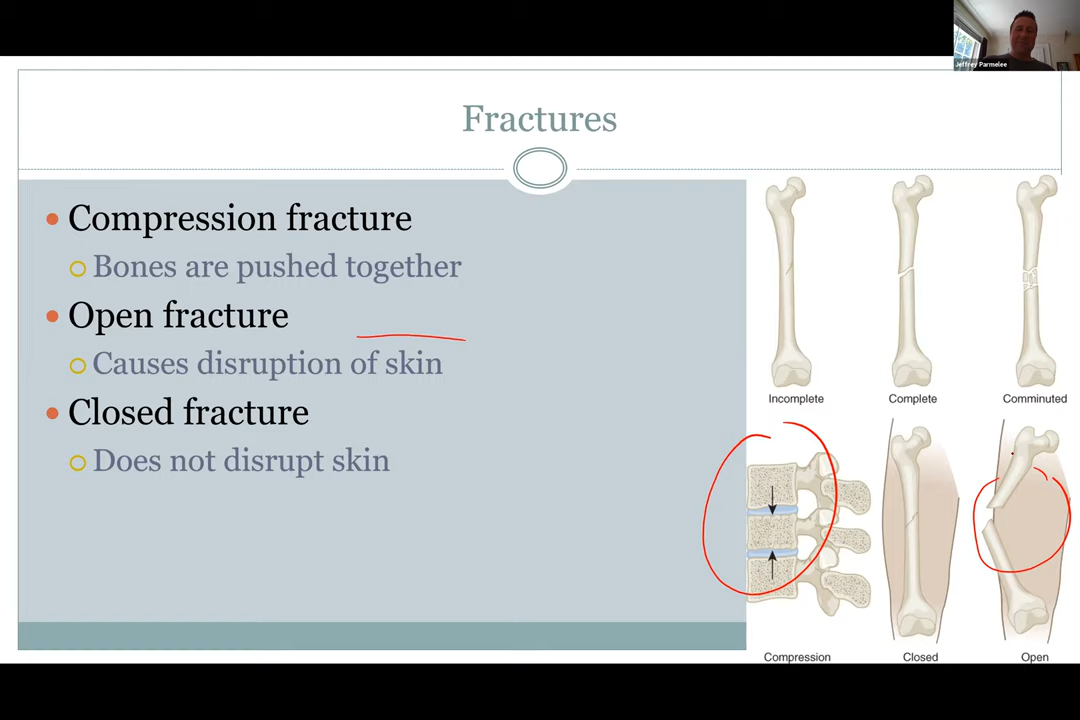 Jeffrey Parmelee
Fractures
Compression fracture
Bones are pushed together
Open fracture
Causes disruption of skin
Closed fracture
Does not disrupt skin
Incomplete
Complete
Comminuted
Compression
Closed
Open